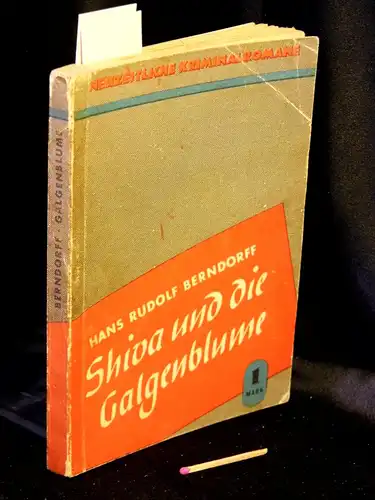 NEUZEITLICHE KRIMINALROMANE
BERNDORFF · GALGENBLUME
HANS RUDOLF BERNDORFF
Shiva und die
Galgenblume
1
MARK